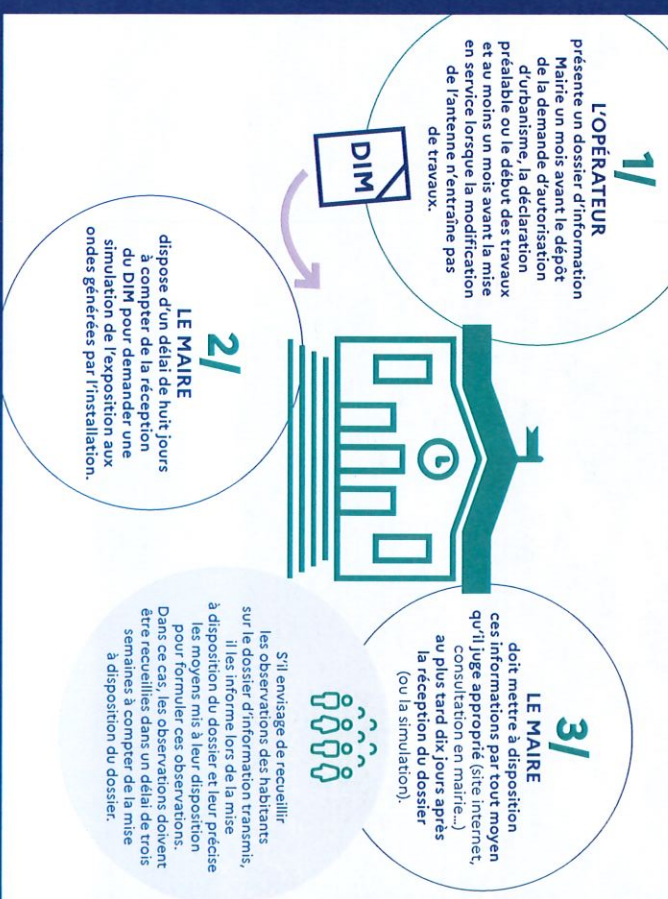 1/
L'OPÉRATEUR
présente un dossier d'information
Mairie un mois avant le dépôt
de la demande d'autorisation
d'urbanisme, la déclaration
préalable ou le début des travaux
et au moins un mois avant la mise
en service lorsque la modification
de l'antenne n'entraîne pas
de travaux.
DIM
2/
LE MAIRE
dispose d'un délai de huit jours
à compter de la réception
du DIM pour demander une
simulation de l'exposition aux
ondes générées par l'installation.
3/
LE MAIRE
doit mettre à disposition
ces informations par tout moyen
qu'il juge approprié (site internet,
consultation en mairie...)
au plus tard dix jours après
la réception du dossier
(ou la simulation).
S'il envisage de recueillir
les observations des habitants
sur le dossier d'information transmis,
il les informe lors de la mise
à disposition du dossier et leur précise
les moyens mis à leur disposition
pour formuler ces observations.
Dans ce cas, les observations doivent
être recueillies dans un délai de trois
semaines à compter de la mise
à disposition du dossier.